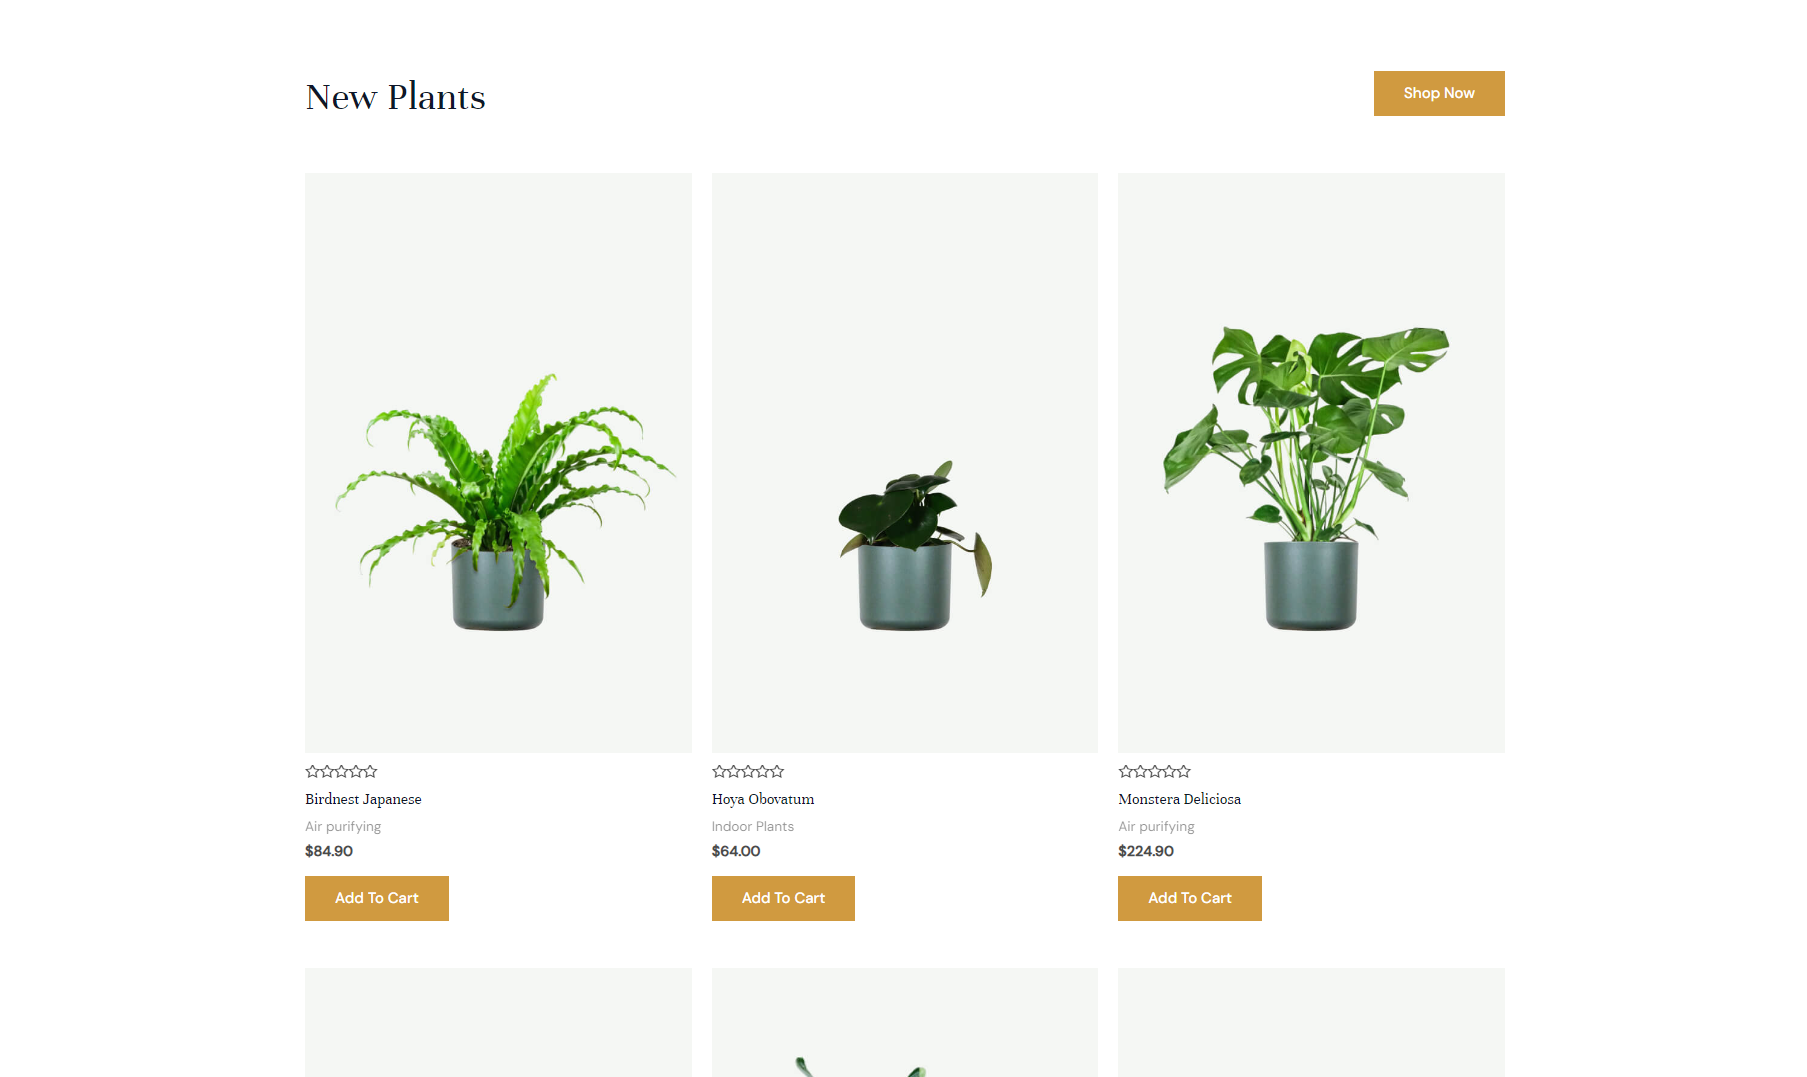 New Plants
Shop Now
Birdnest Japanese
Air purifying
$84.90
Add To Cart
Hoya Obovatum
Indoor Plants
$64.00
Add To Cart
Monstera Deliciosa
Air purifying
$224.90
Add To Cart